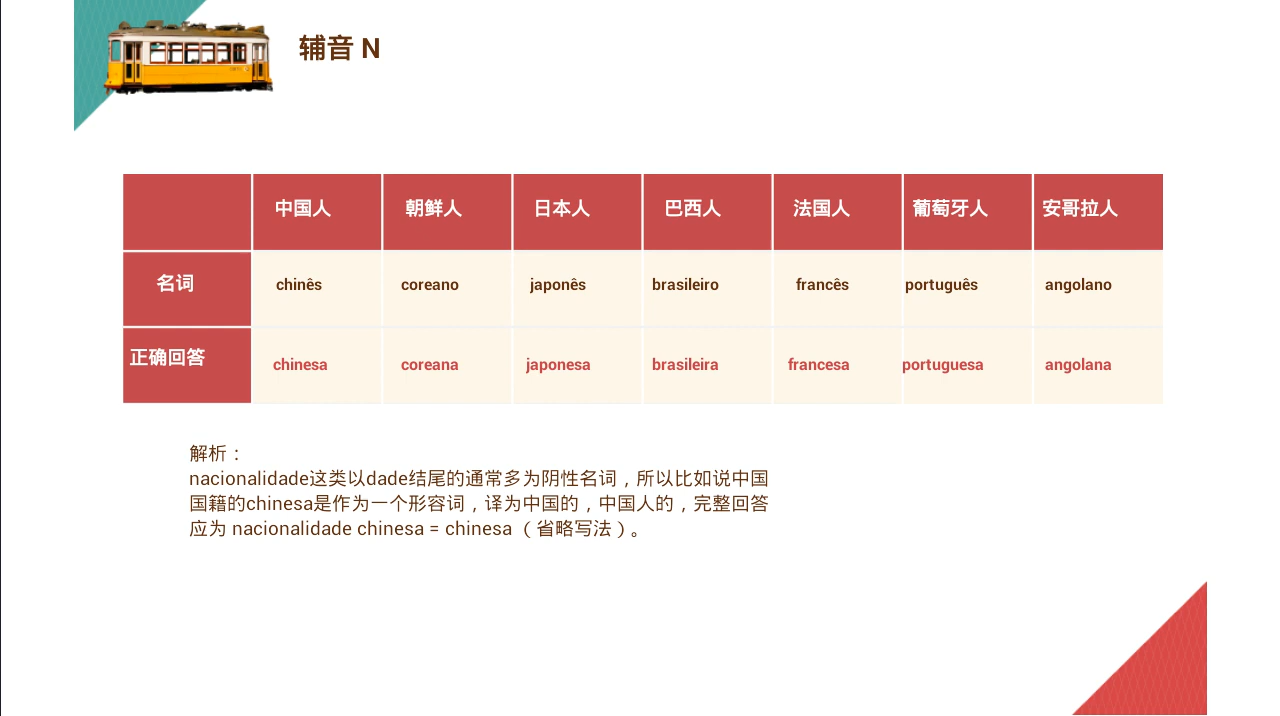 辅音 N
中国人 朝鲜人 日本人 巴西人 法国人 葡萄牙人 安哥拉人
名词 chinês coreano japonês brasileiro francês português angolano
正确回答 chinesa coreana japonesa brasileira francesa portuguesa angolana
解析：
nacionalidade这类以dade结尾的通常多为阴性名词，所以比如说中国
国籍的chinesa是作为一个形容词，译为中国的，中国人的，完整回答
应为 nacionalidade chinesa = chinesa （省略写法）。